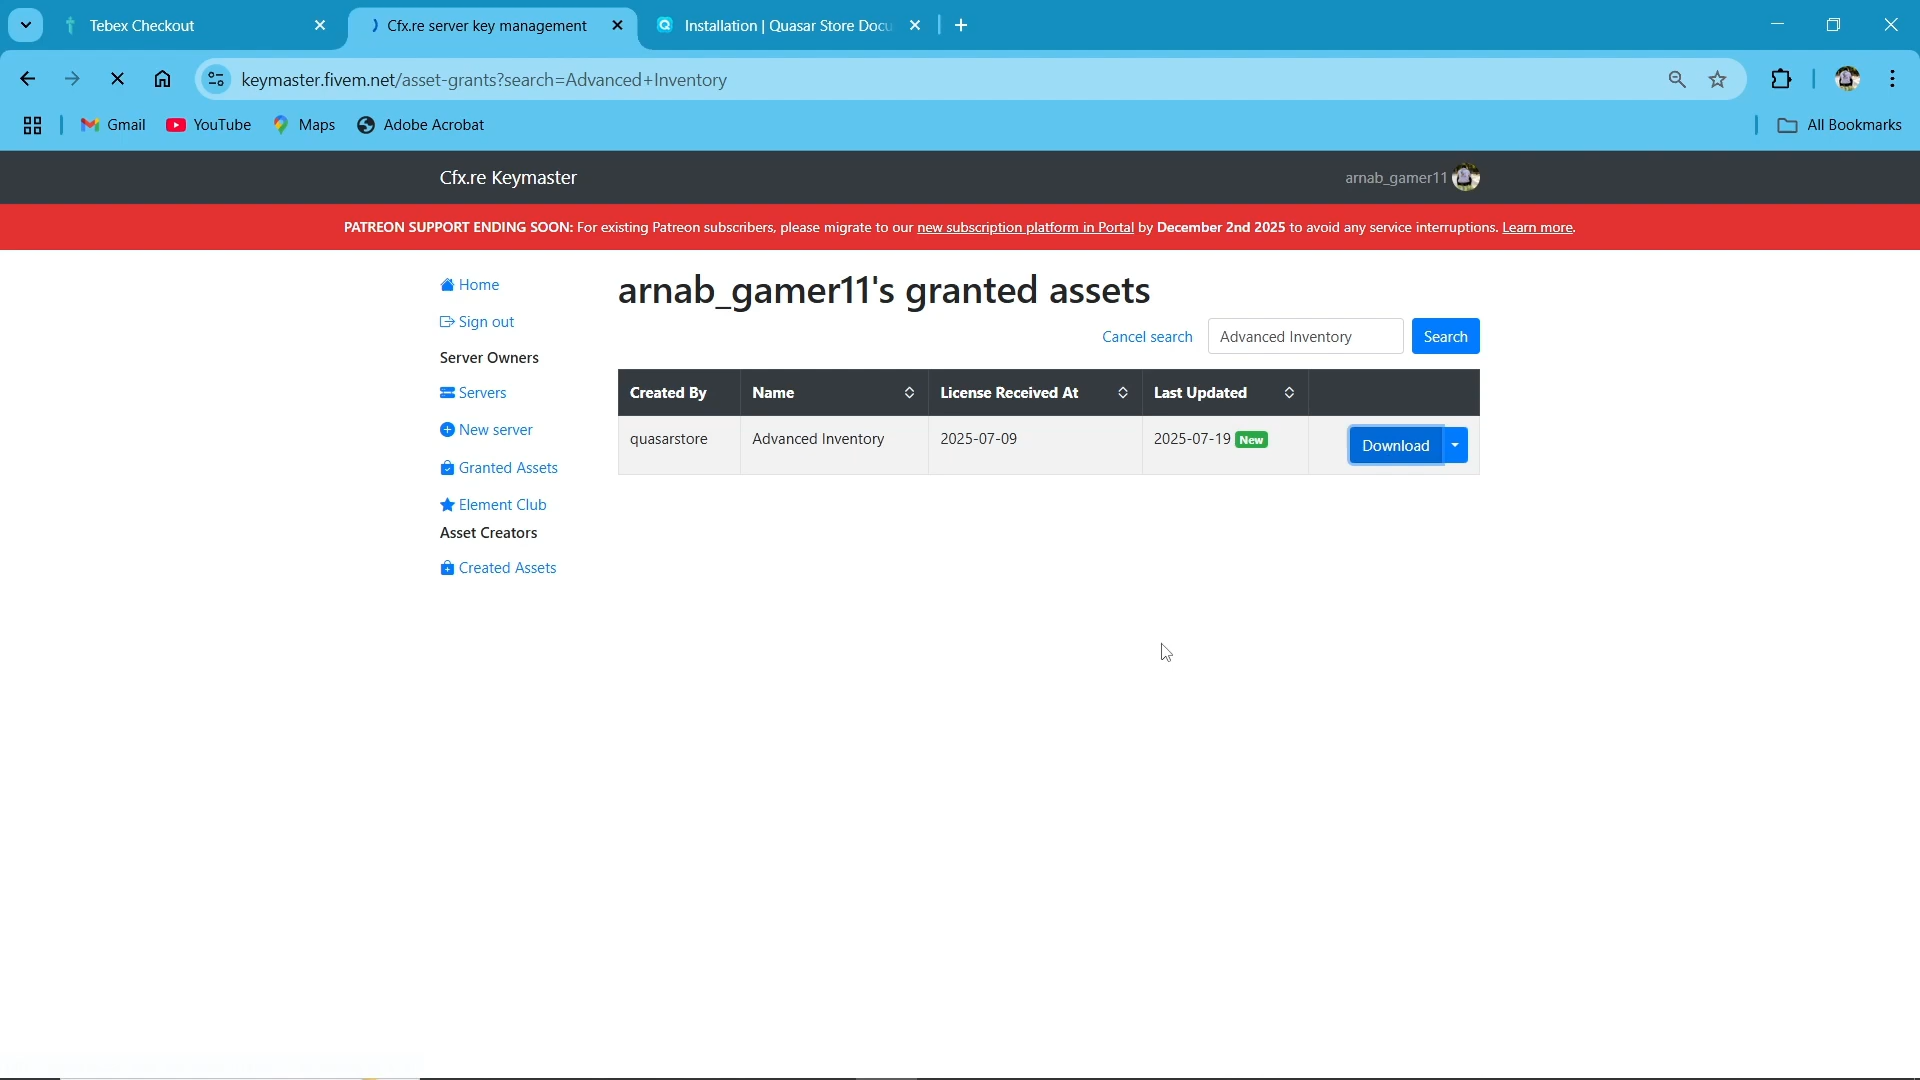 Tebex Checkout
Cfx.re server key management
Installation | Quasar Store Docu
keymaster.fivem.net/asset-grants?search=Advanced+Inventory
Gmail
YouTube
Maps
Adobe Acrobat
All Bookmarks
Cfx.re Keymaster
arnab_gamer11
PATREON SUPPORT ENDING SOON: For existing Patreon subscribers, please migrate to our new subscription platform in Portal by December 2nd 2025 to avoid any service interruptions. Learn more.
Home
Sign out
Server Owners
Servers
New server
Granted Assets
Element Club
Asset Creators
Created Assets
arnab_gamer11's granted assets
Cancel search Advanced Inventory Search
Created By Name License Received At Last Updated
quasarstore Advanced Inventory 2025-07-09 2025-07-19 New Download